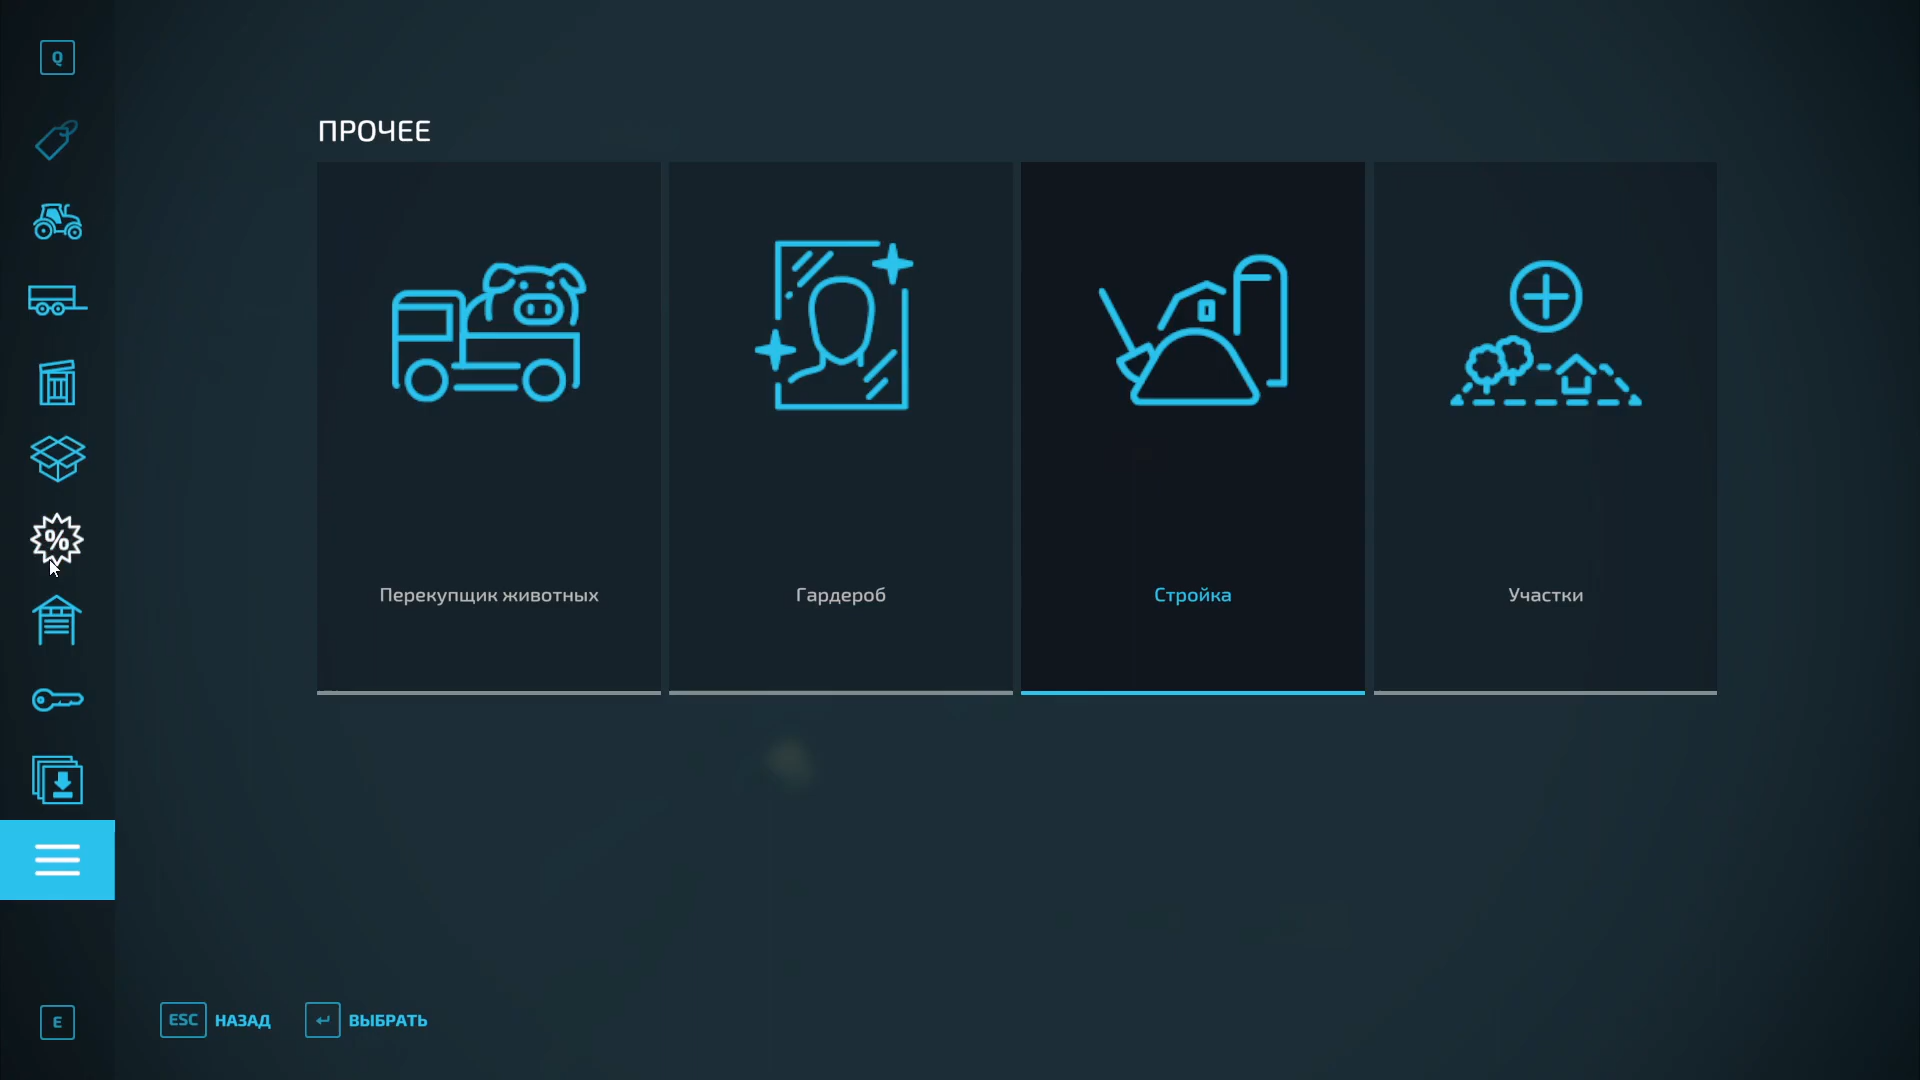 Q
ПРОЧЕЕ
%
Перекупщик животных
Гардероб
Стройка
Участки
E
ESC НАЗАД
ВЫБРАТЬ